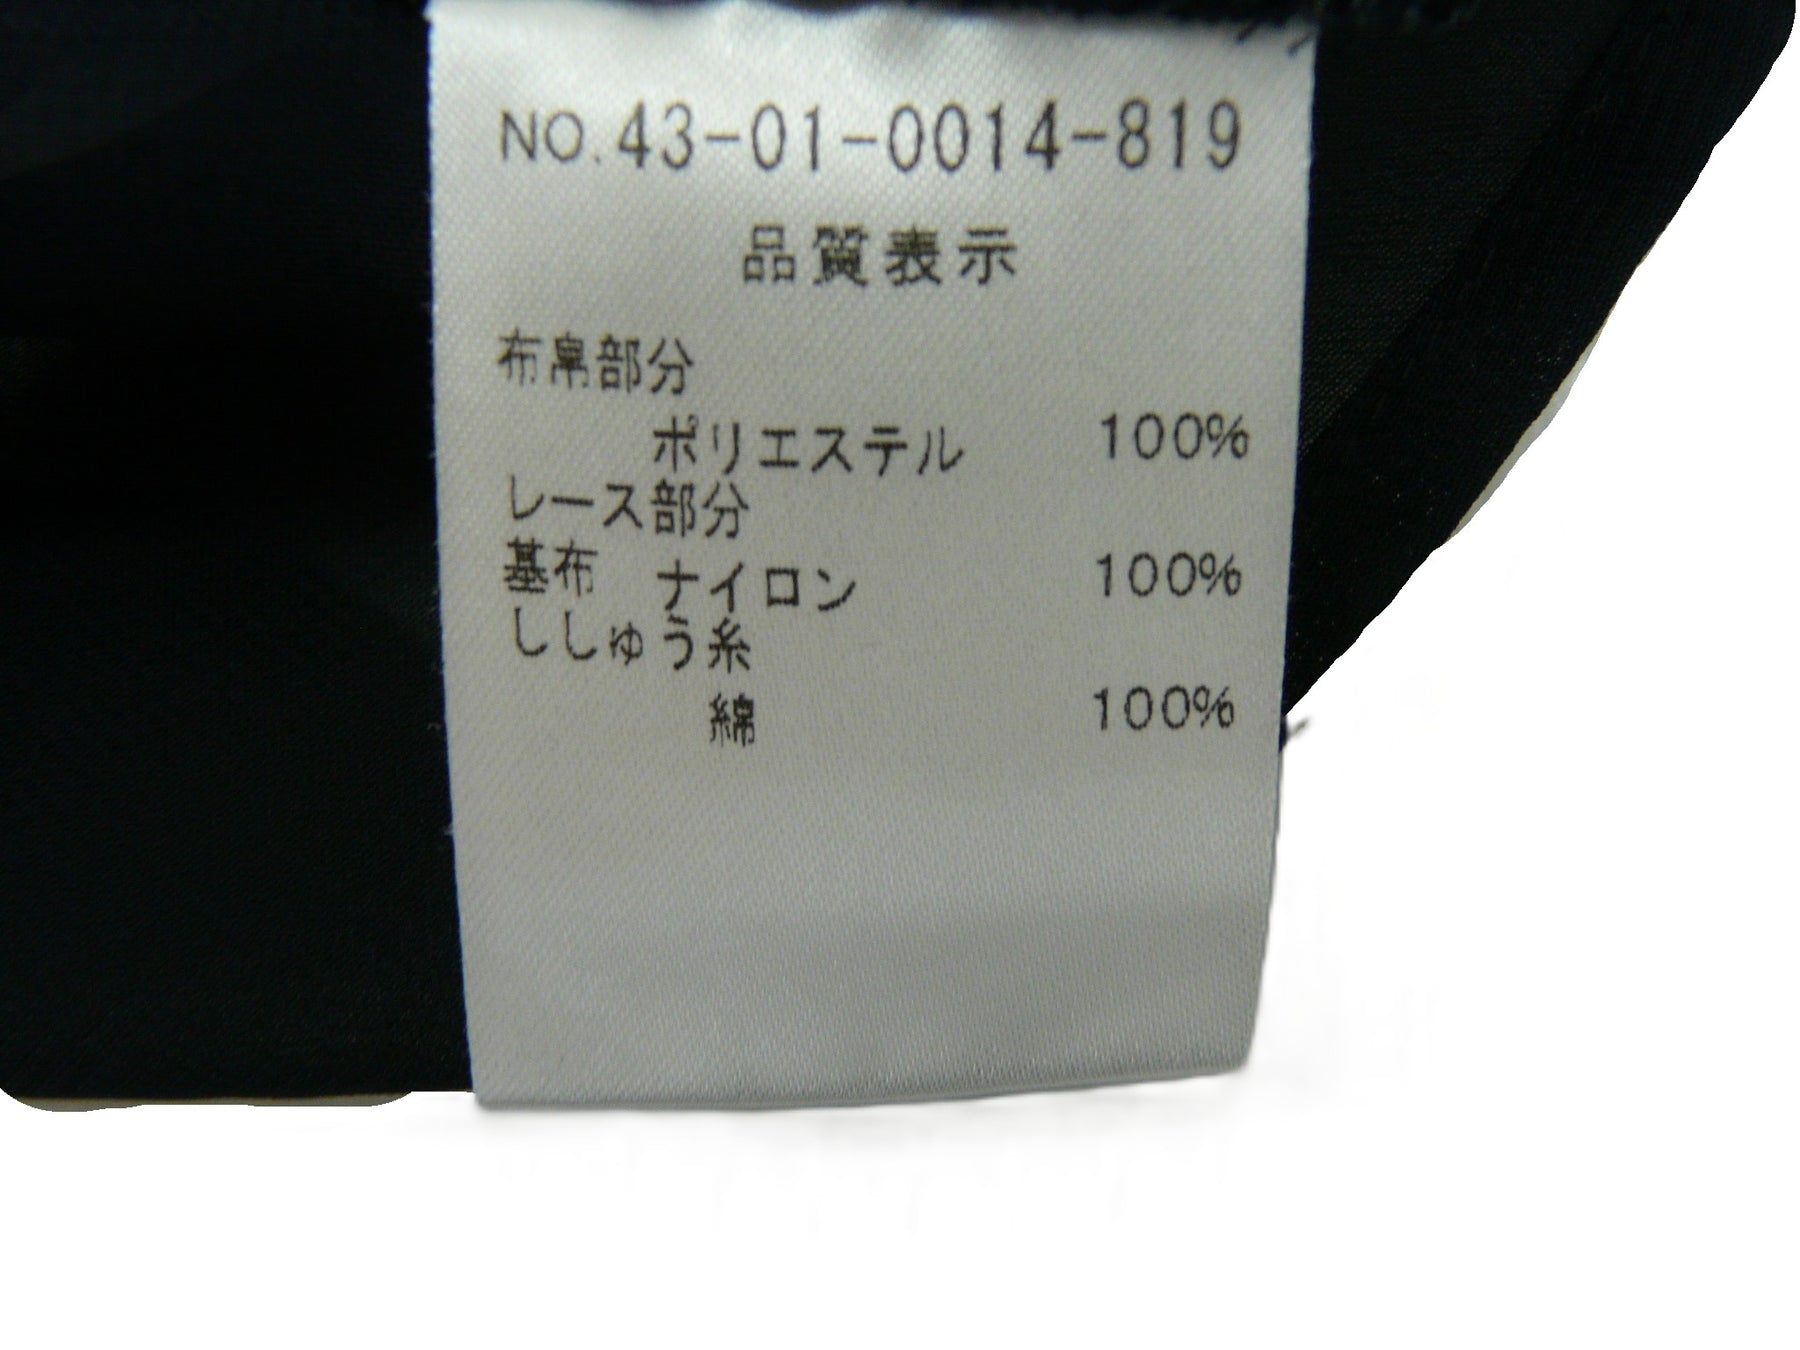 NO.43-01-0014-819
品質表示
布帛部分
ポリエステル 100%
レース部分
基布 ナイロン 100%
ししゅう糸
綿 100%